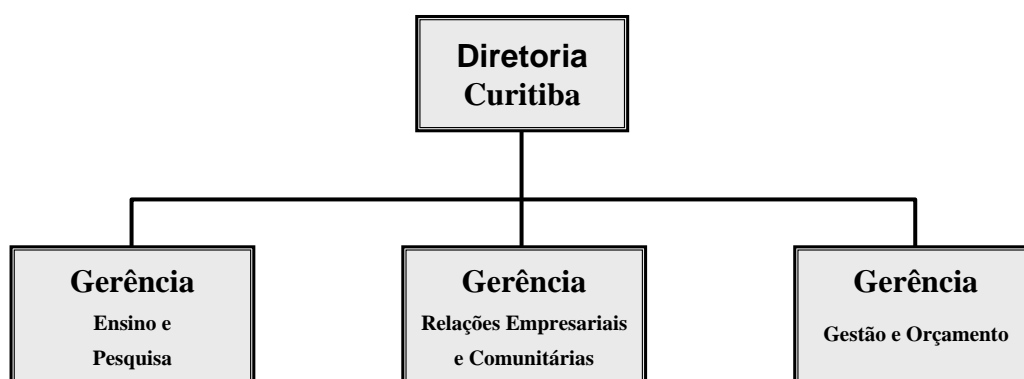 Diretoria
Curitiba
Gerência
Ensino e
Pesquisa
Gerência
Relações Empresariais
e Comunitárias
Gerência
Gestão e Orçamento